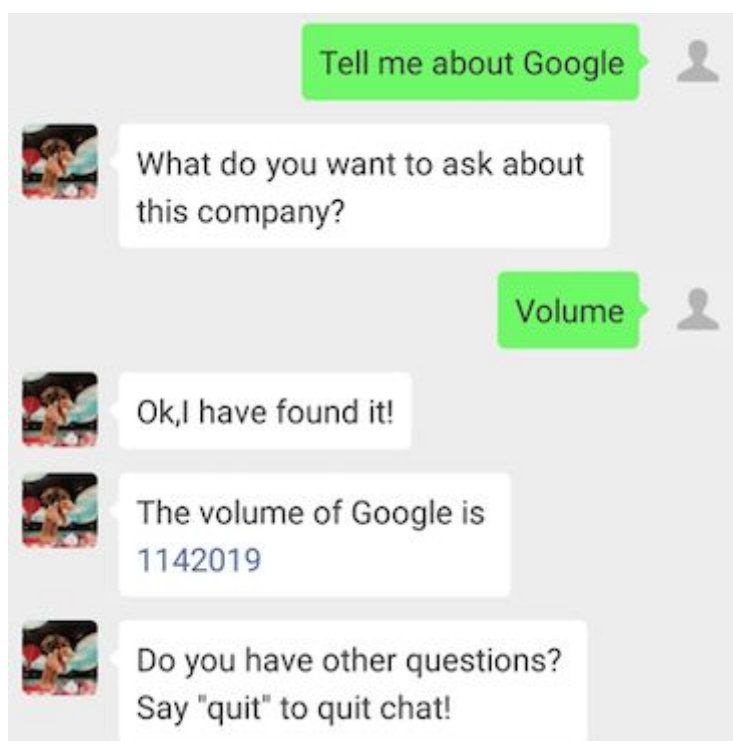 Tell me about Google
What do you want to ask about
this company?
Volume
Ok,I have found it!
The volume of Google is
1142019
Do you have other questions?
Say "quit" to quit chat!